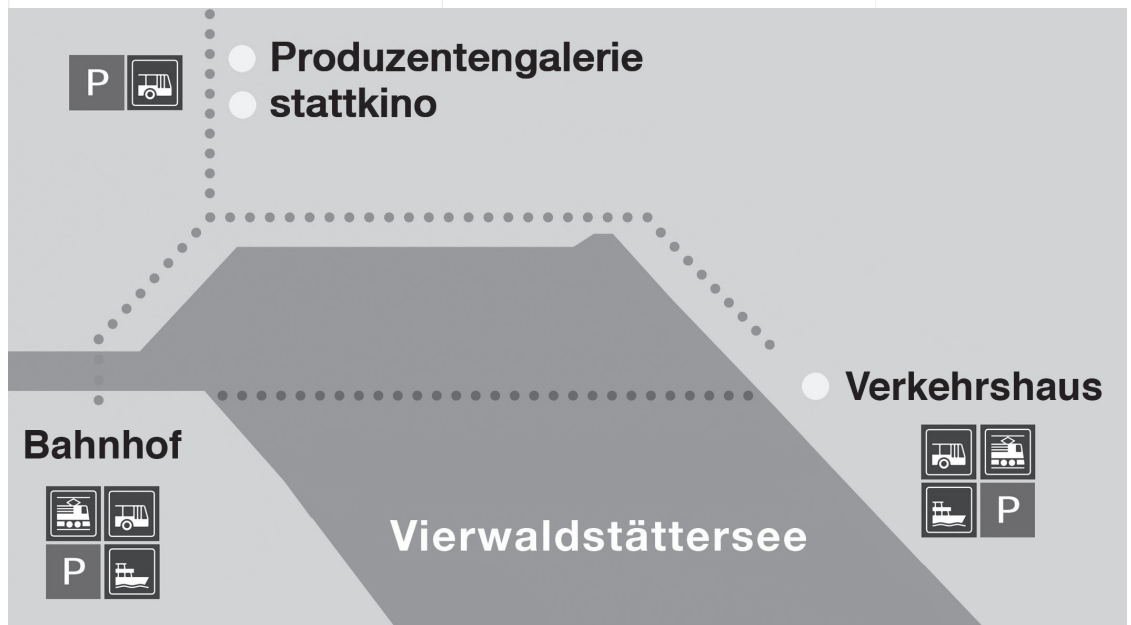 P
Produzentengalerie
stattkino
Verkehrshaus
Bahnhof
P
P
Vierwaldstättersee